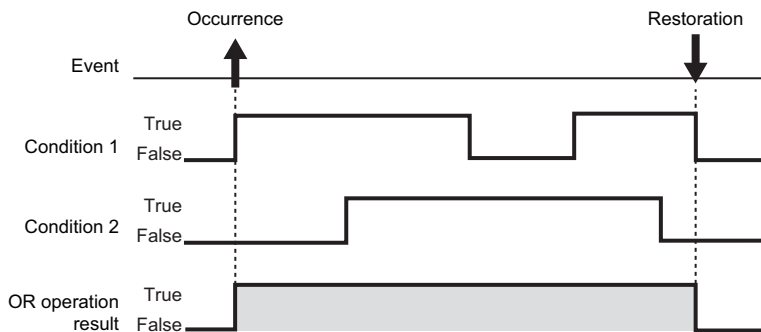 Occurrence
Restoration
Event
True
Condition 1
False
True
Condition 2
False
OR operation
result
True
False